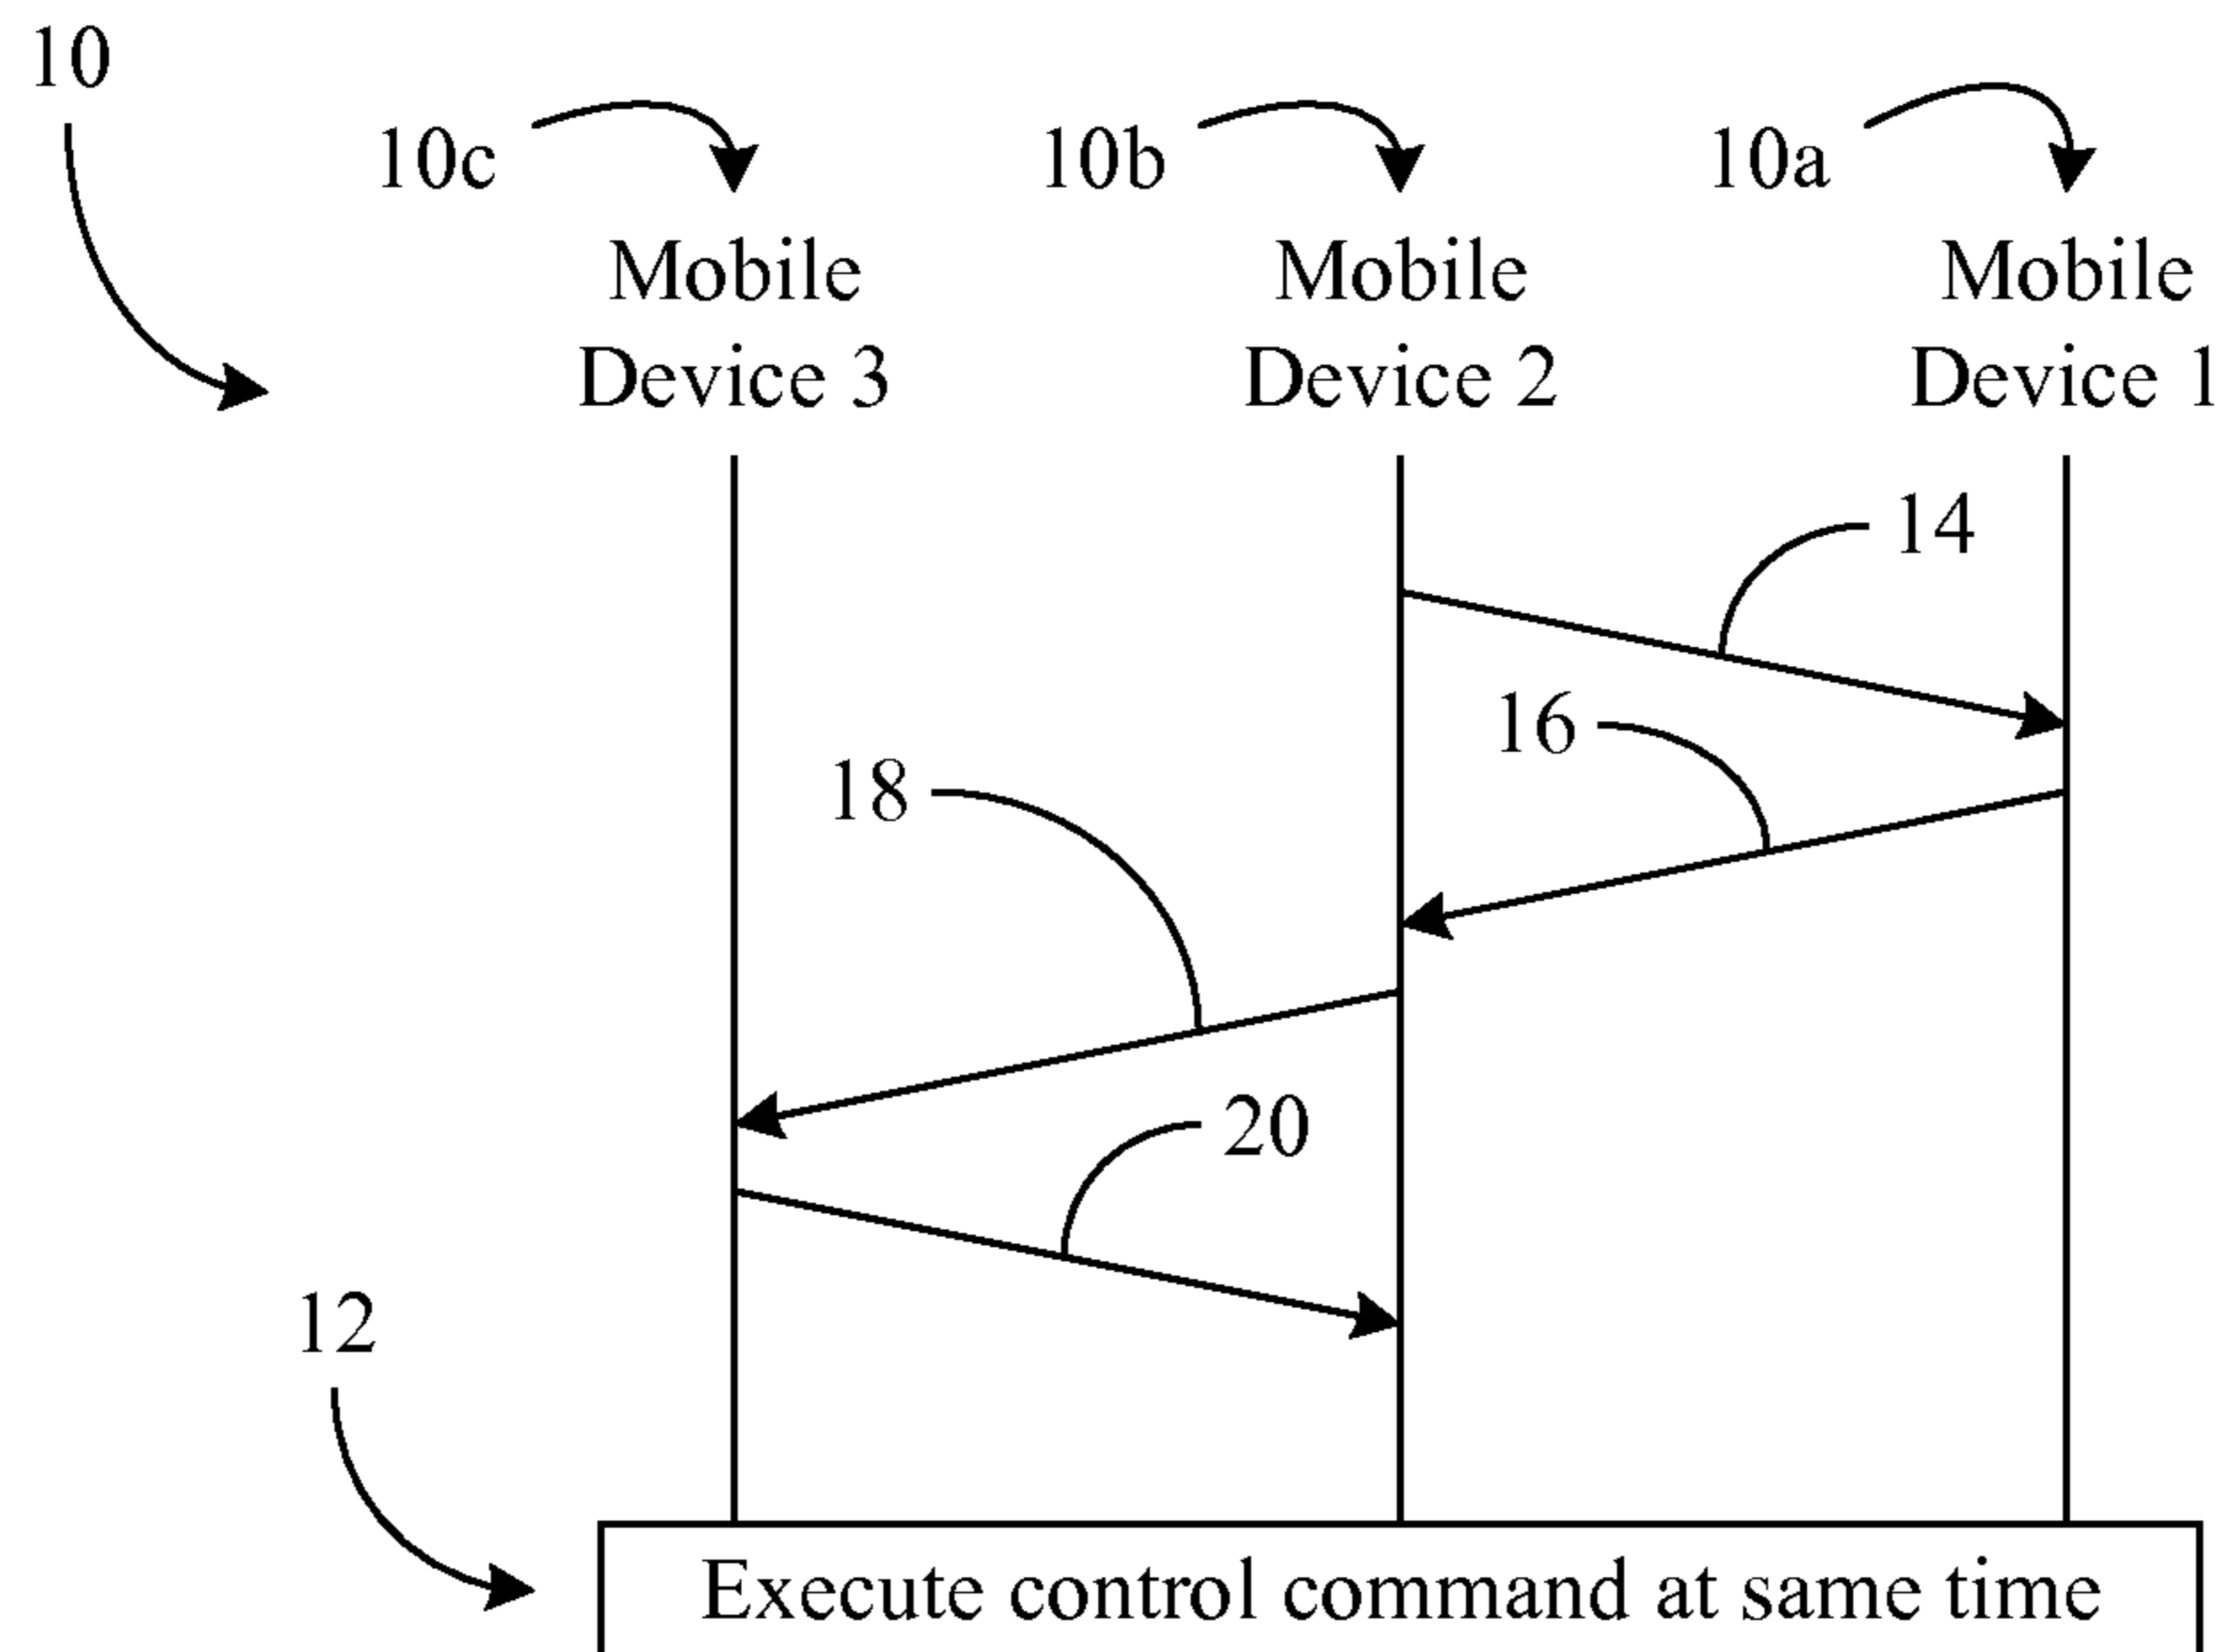 10
10c
10b
10a
Mobile
Device 3
Mobile
Device 2
Mobile
Device 1
14
16
18
20
12
Execute control command at same time